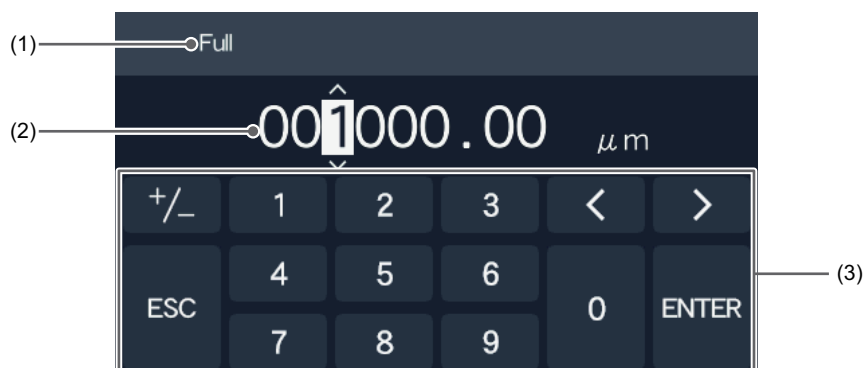 (1)
Full
(2)
001000.00 μm
+/− 1 2 3 < >
4 5 6
(3)
ESC 0 ENTER
7 8 9